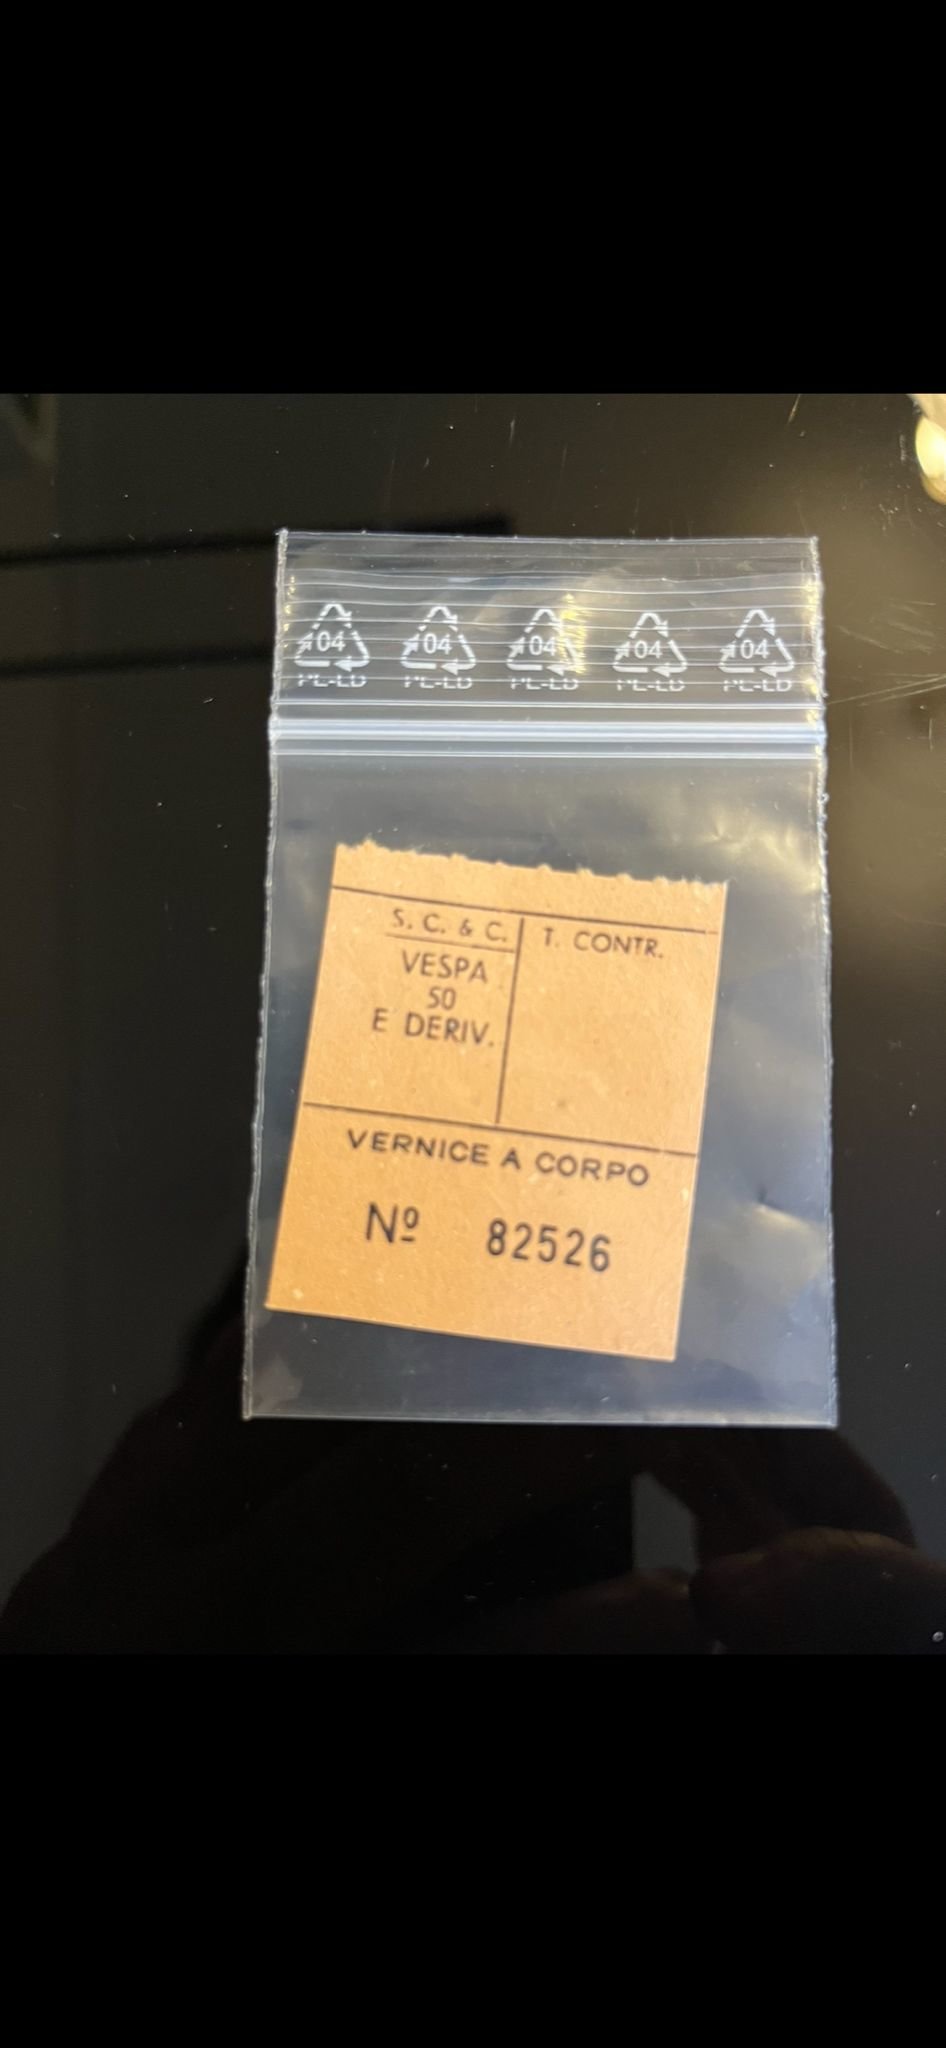 04 04 04 04 04
PE-LD PE-LD PE-LD PE-LD PE-LD
S. C. & C.
VESPA
50
E DERIV.
T. CONTR.
VERNICE A CORPO
Nº 82526